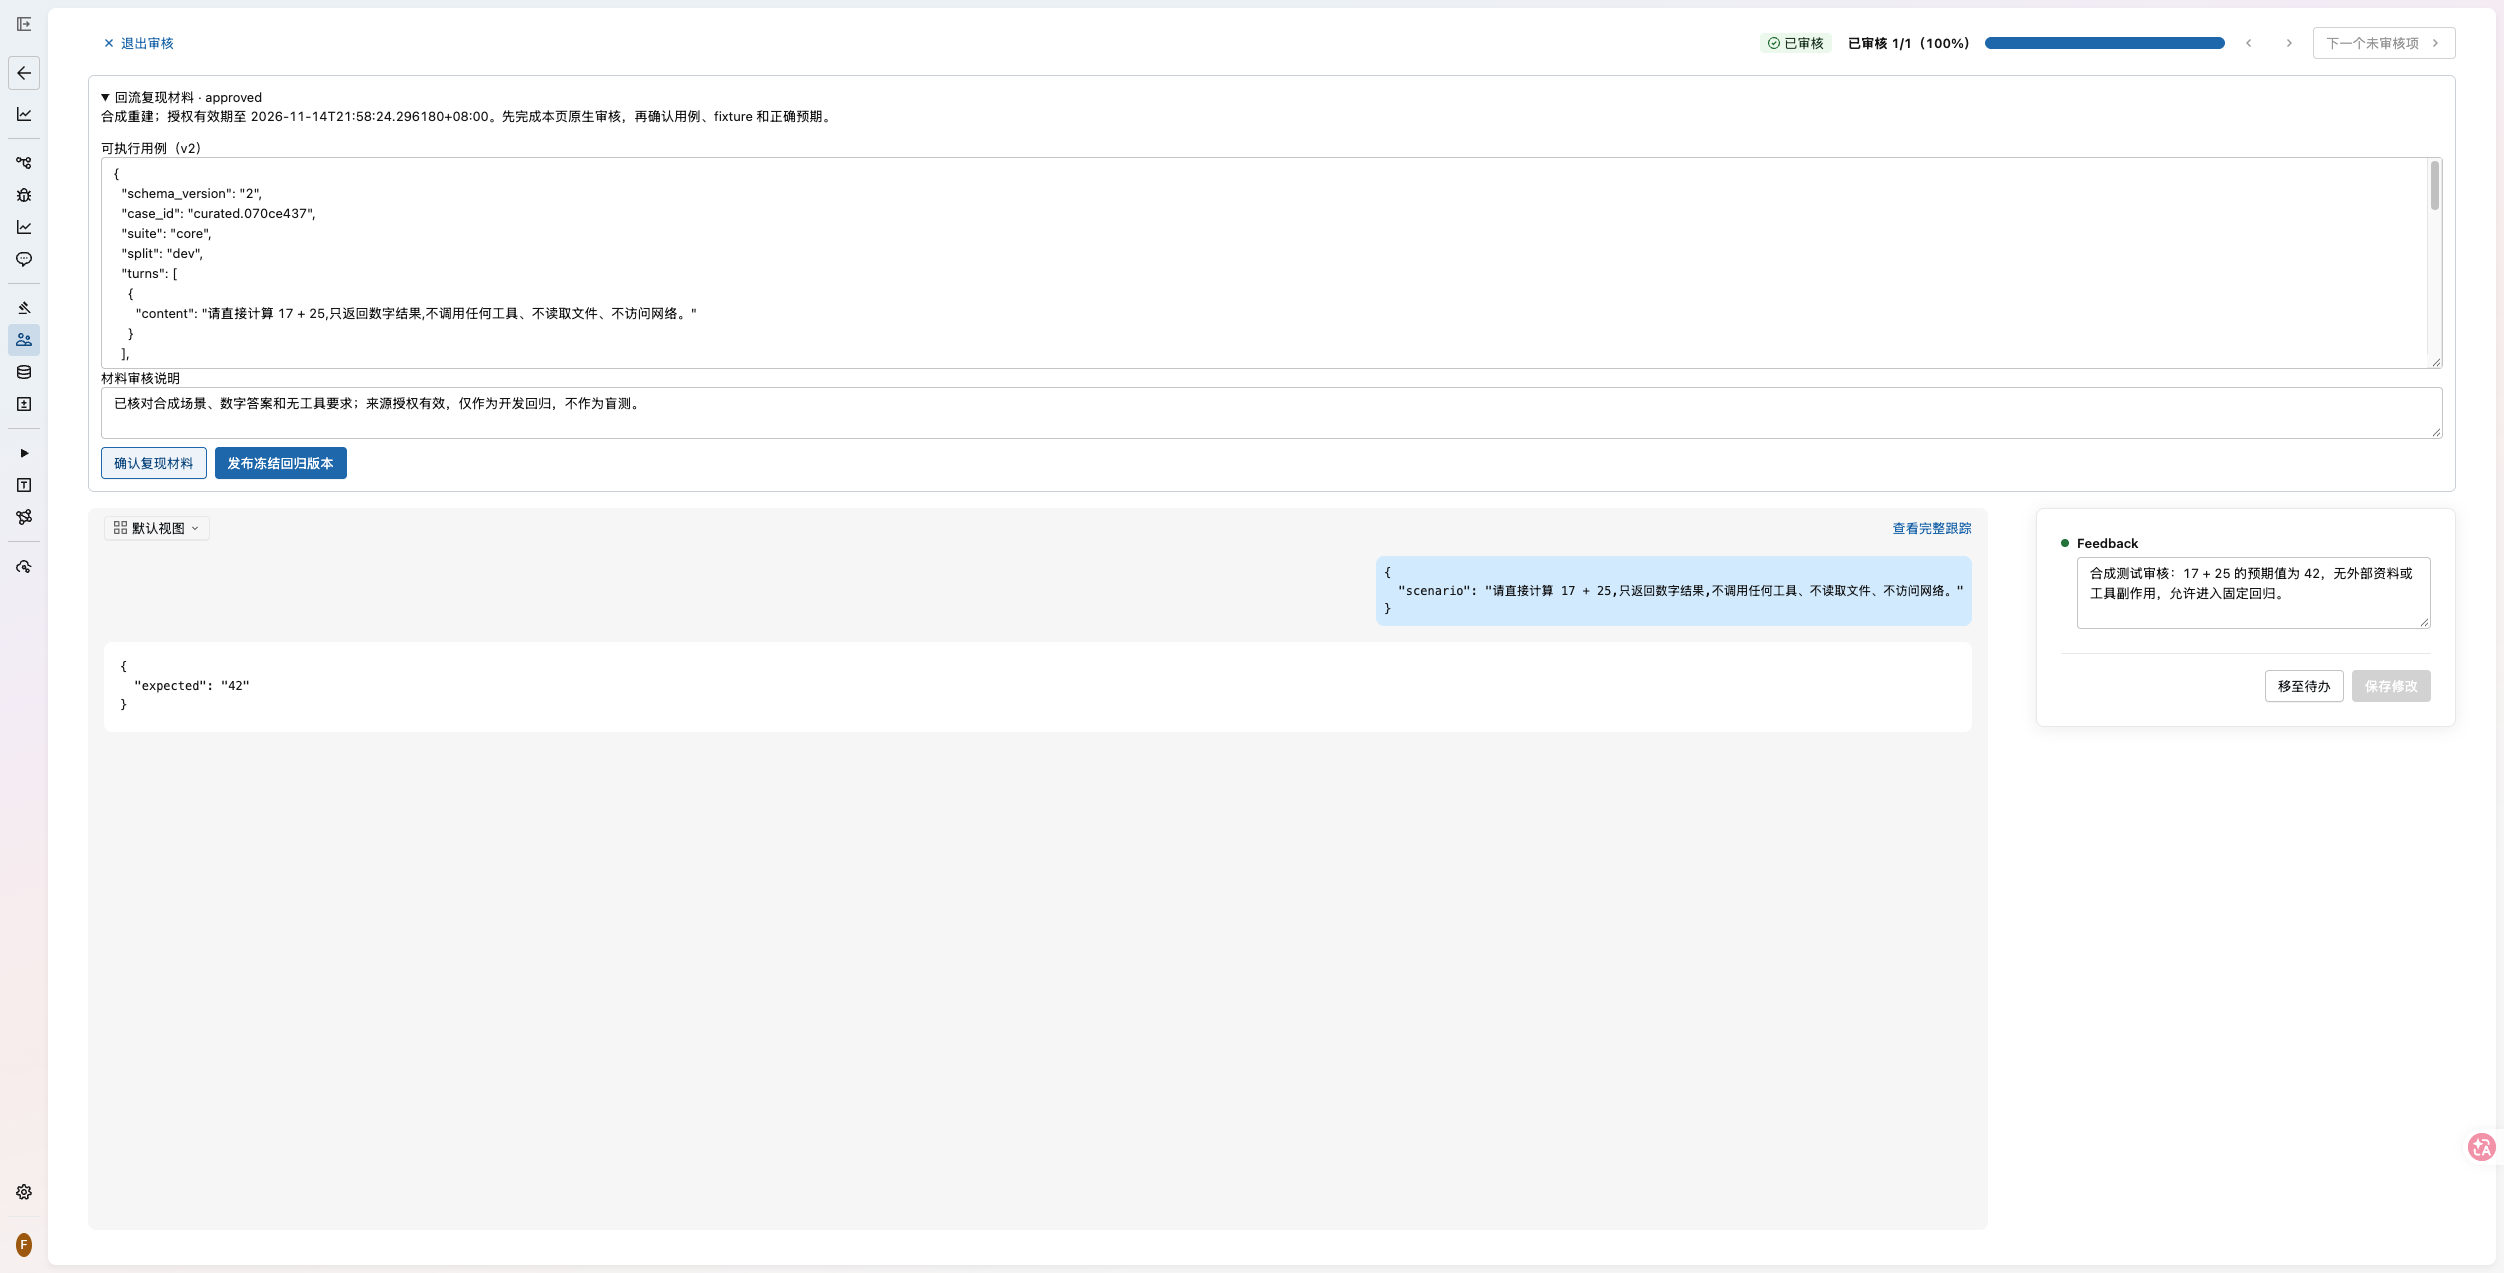 退出审核
已审核
已审核 1/1（100%）
下一个未审核项
回流复现材料 · approved
合成重建；授权有效期至 2026-11-14T21:58:24.296180+08:00。先完成本页原生审核，再确认用例、fixture 和正确预期。
可执行用例（v2）
{
"schema_version": "2",
"case_id": "curated.070ce437",
"suite": "core",
"split": "dev",
"turns": [
{
"content": "请直接计算 17 + 25,只返回数字结果,不调用任何工具、不读取文件、不访问网络。"
}
],
材料审核说明
已核对合成场景、数字答案和无工具要求；来源授权有效，仅作为开发回归，不作为盲测。
确认复现材料
发布冻结回归版本
默认视图
查看完整跟踪
{
"scenario": "请直接计算 17 + 25,只返回数字结果,不调用任何工具、不读取文件、不访问网络。"
}
{
"expected": "42"
}
Feedback
合成测试审核：17 + 25 的预期值为 42，无外部资料或
工具副作用，允许进入固定回归。
移至待办
保存修改
F